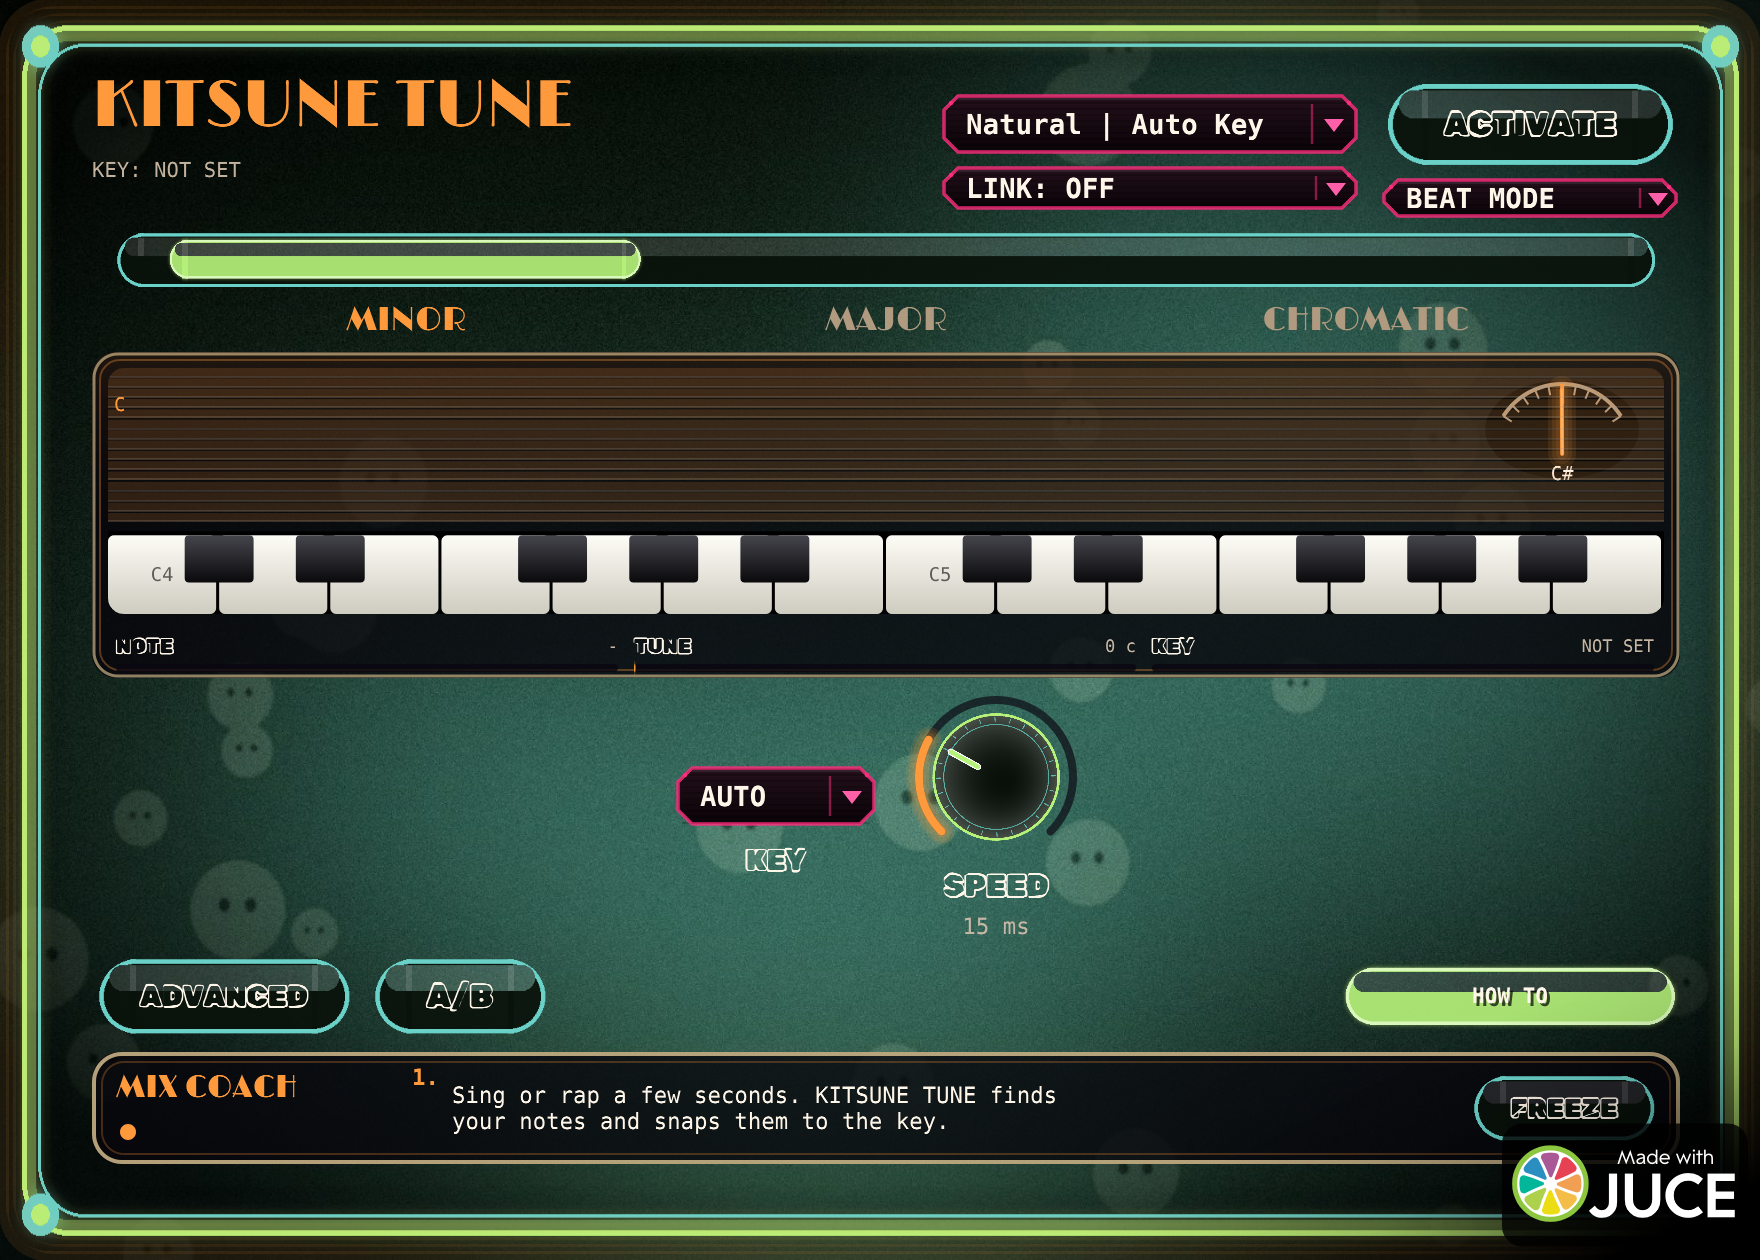 KITSUNE TUNE
KEY: NOT SET
Natural | Auto Key
ACTIVATE
LINK: OFF
BEAT MODE
MINOR
MAJOR
CHROMATIC
C
C#
C4
C5
NOTE
-
TUNE
0 c
KEY
NOT SET
AUTO
KEY
SPEED
15 ms
ADVANCED
A/B
HOW TO
MIX COACH
1.
Sing or rap a few seconds. KITSUNE TUNE finds
your notes and snaps them to the key.
FREEZE
Made with
JUCE